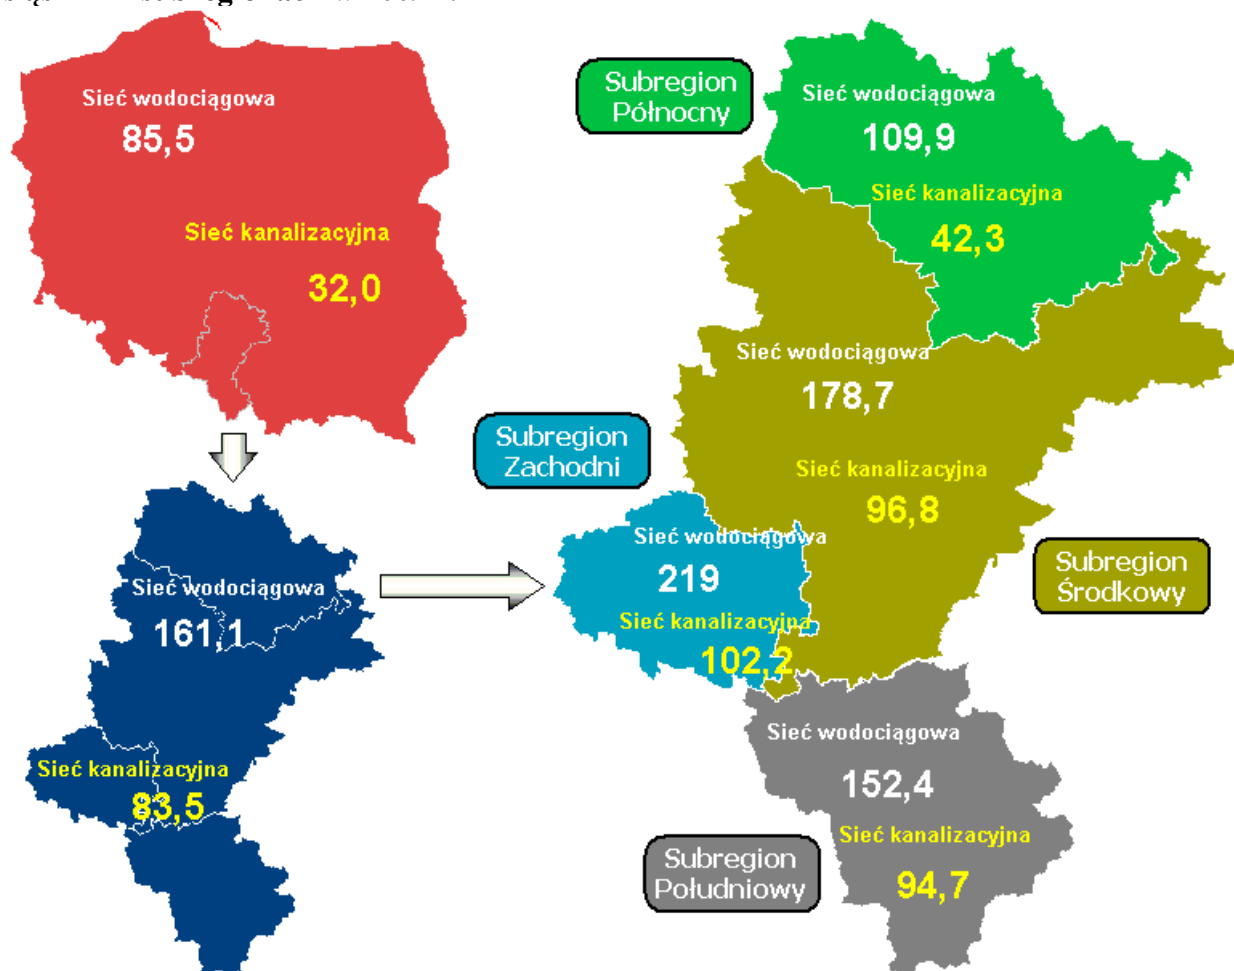 Sieć wodociągowa
85,5
Sieć kanalizacyjna
32,0
Sieć wodociągowa
161,1
Sieć kanalizacyjna
83,5
Subregion
Północny
Sieć wodociągowa
109,9
Sieć kanalizacyjna
42,3
Sieć wodociągowa
178,7
Sieć kanalizacyjna
96,8
Subregion
Środkowy
Subregion
Zachodni
Sieć wodociągowa
219
Sieć kanalizacyjna
102,2
Sieć wodociągowa
152,4
Sieć kanalizacyjna
94,7
Subregion
Południowy